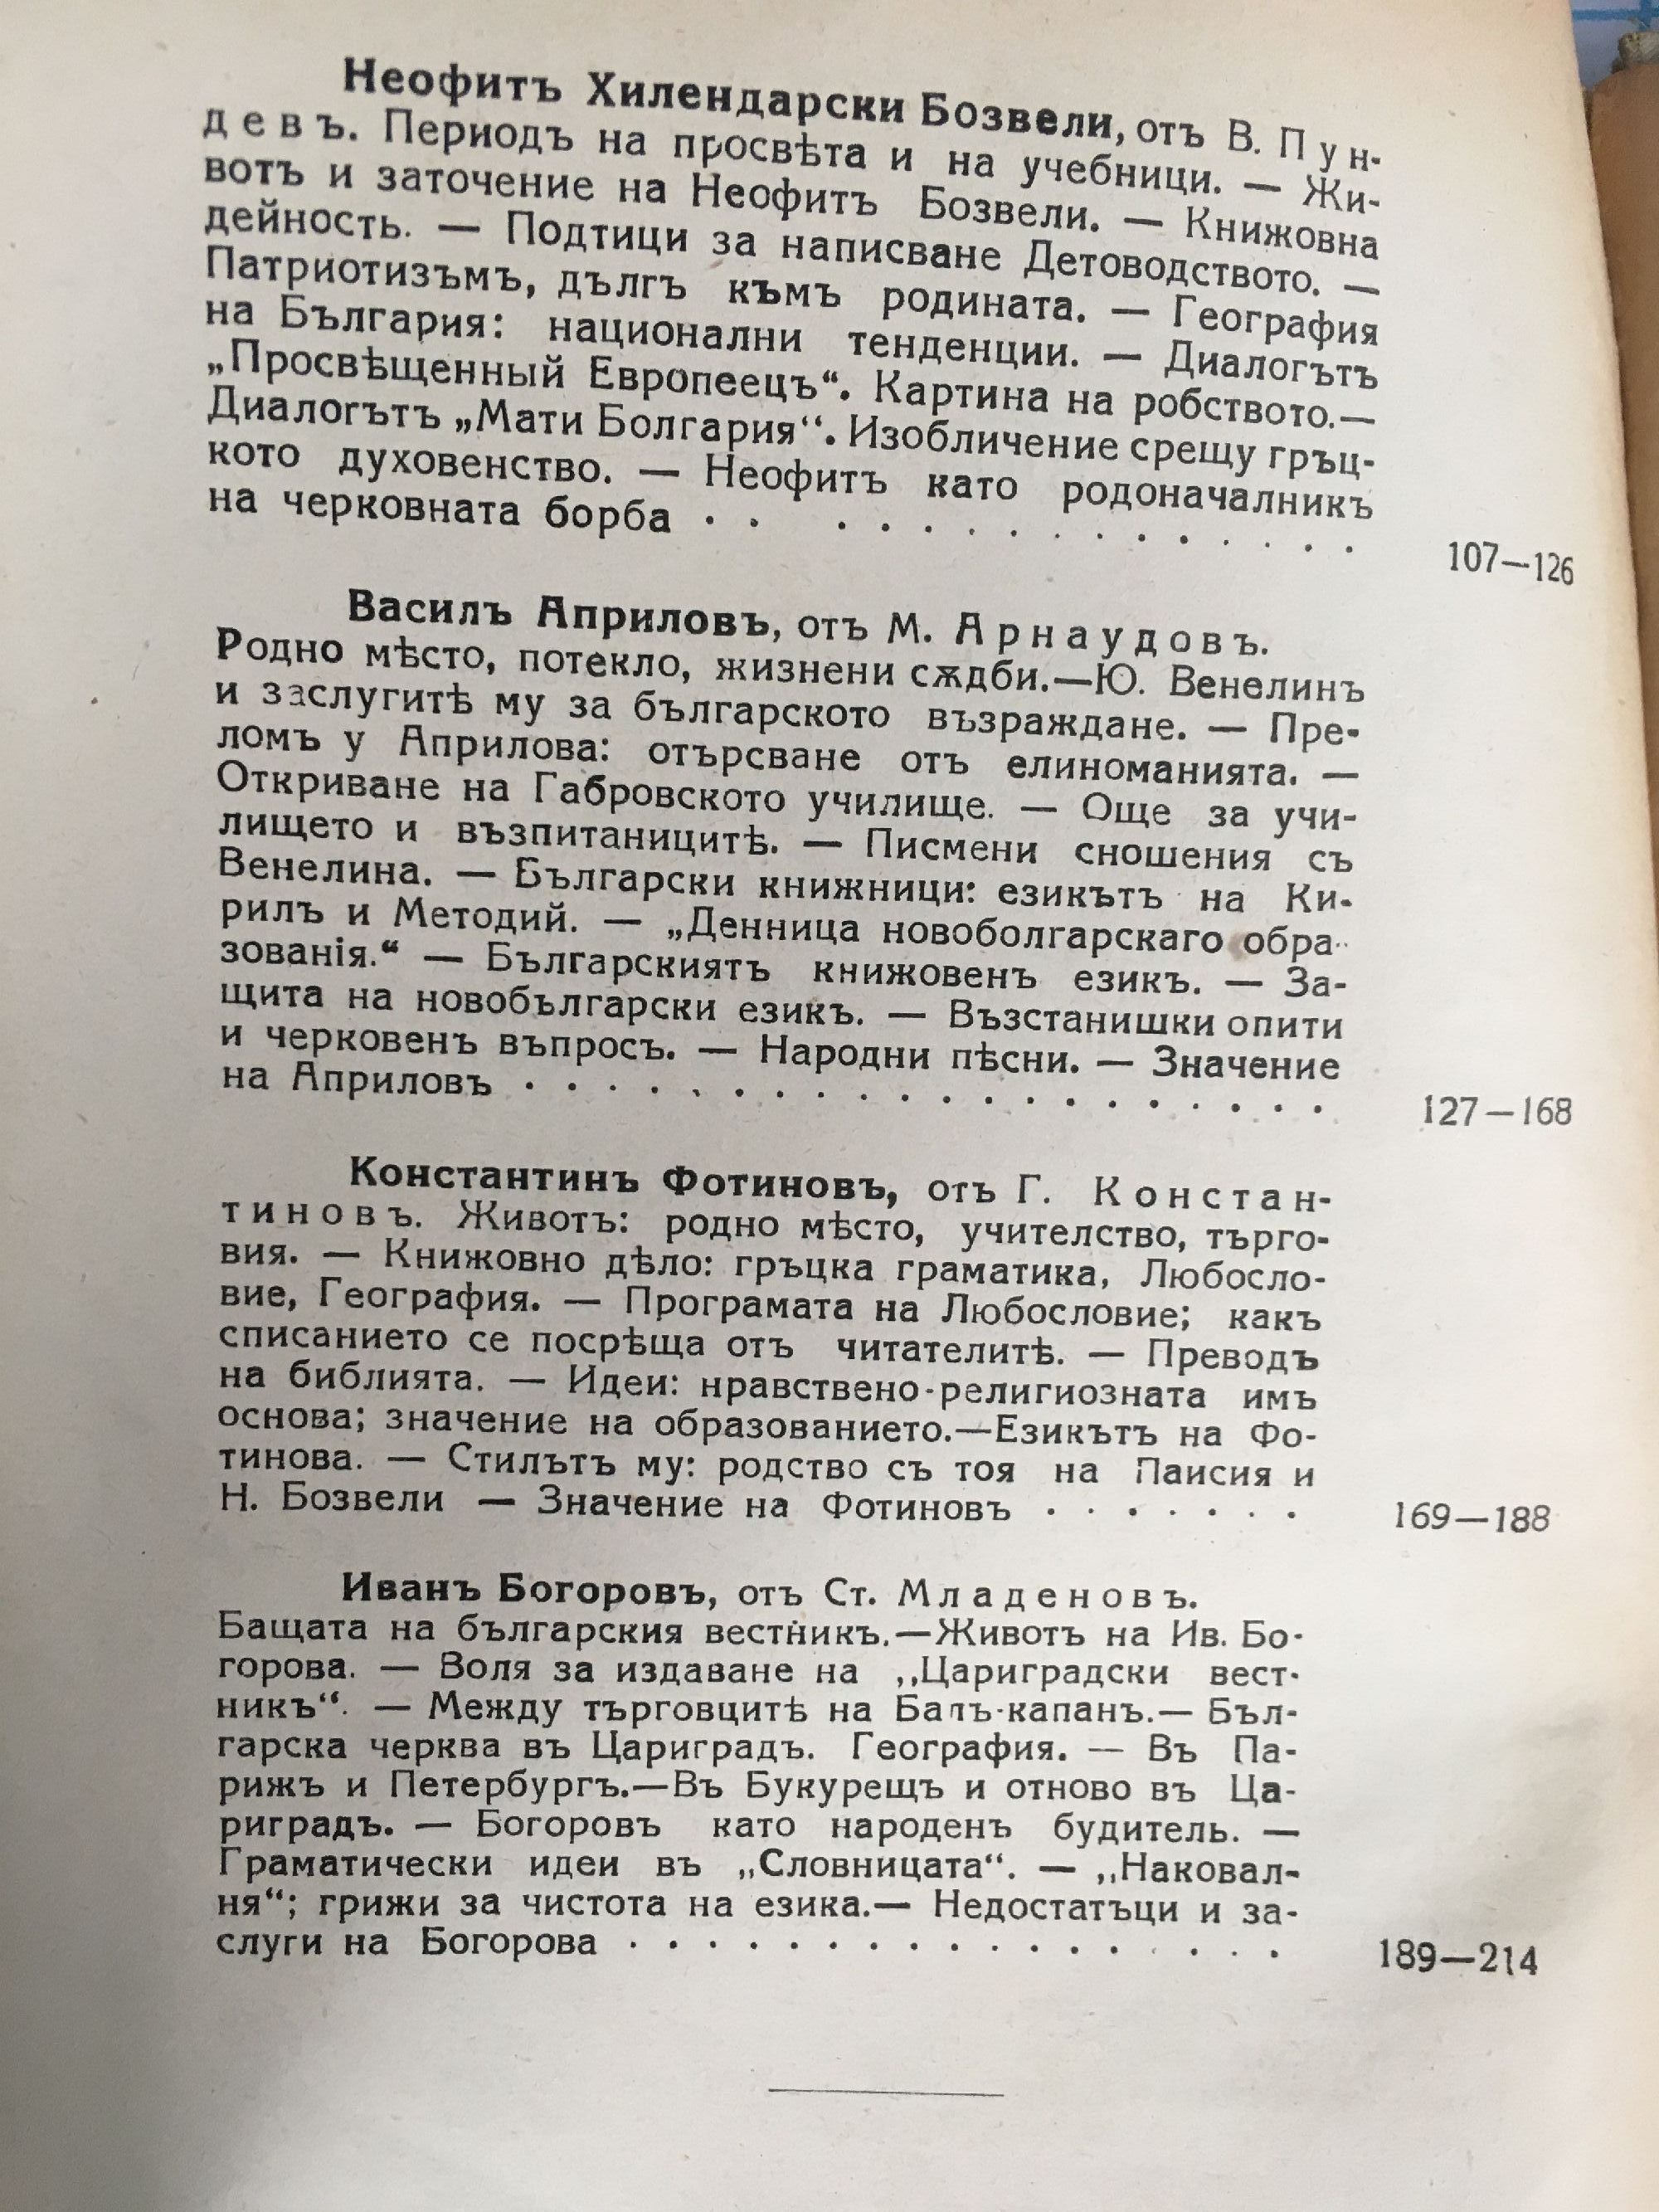 Неофитъ Хилендарски Бозвели, отъ В. Пун-
девъ. Периодъ на просвѣта и на учебници. — Жи-
вотъ и заточение на Неофитъ Бозвели. — Книжовна
дейность. — Подтици за написване Детоводството. —
Патриотизъмъ, дългъ къмъ родината. — География
на България: национални тенденции. — Диалогътъ
„Просвѣщенный Европеецъ“. Картина на робството.—
Диалогътъ „Мати Болгария“. Изобличение срещу гръц-
кото духовенство. — Неофитъ като родоначалникъ
на черковната борба . . . . . . . . . . . . . . . 107—126
Василъ Априловъ, отъ М. Арнаудовъ.
Родно мѣсто, потекло, жизнени сѫдби.—Ю. Венелинъ
и заслугитѣ му за българското възраждане. — Пре-
ломъ у Априлова: отърсване отъ елиноманията. —
Откриване на Габровското училище. — Още за учи-
лището и възпитаницитѣ. — Писмени сношения съ
Венелина. — Български книжници: езикътъ на Ки-
рилъ и Методий. — „Денница новоболгарскаго обра-
зованія.“ — Българскиятъ книжовенъ езикъ. — За-
щита на новобългарски езикъ. — Възстанишки опити
и черковенъ въпросъ. — Народни пѣсни. — Значение
на Априловъ . . . . . . . . . . . . . . . . . . . . 127—168
Константинъ Фотиновъ, отъ Г. Констан-
тиновъ. Животъ: родно мѣсто, учителство, търго-
вия. — Книжовно дѣло: гръцка граматика, Любосло-
вие, География. — Програмата на Любословие; какъ
списанието се посрѣща отъ читателитѣ. — Преводъ
на библията. — Идеи: нравствено-религиозната имъ
основа; значение на образованието.—Езикътъ на Фо-
тинова. — Стилътъ му: родство съ тоя на Паисия и
Н. Бозвели — Значение на Фотиновъ . . . . . . . 169—188
Иванъ Богоровъ, отъ Ст. Младеновъ.
Бащата на българския вестникъ.—Животъ на Ив. Бо-
горова. — Воля за издаване на „Цариградски вест-
никъ“. — Между търговцитѣ на Балъ-капанъ.— Бъл-
гарска черква въ Цариградъ. География. — Въ Па-
рижъ и Петербургъ.—Въ Букурещъ и отново въ Ца-
риградъ. — Богоровъ като народенъ будитель. —
Граматически идеи въ „Словницата“. — „Наковал-
ня“; грижи за чистота на езика.— Недостатъци и за-
слуги на Богорова . . . . . . . . . . . . . . . . 189—214